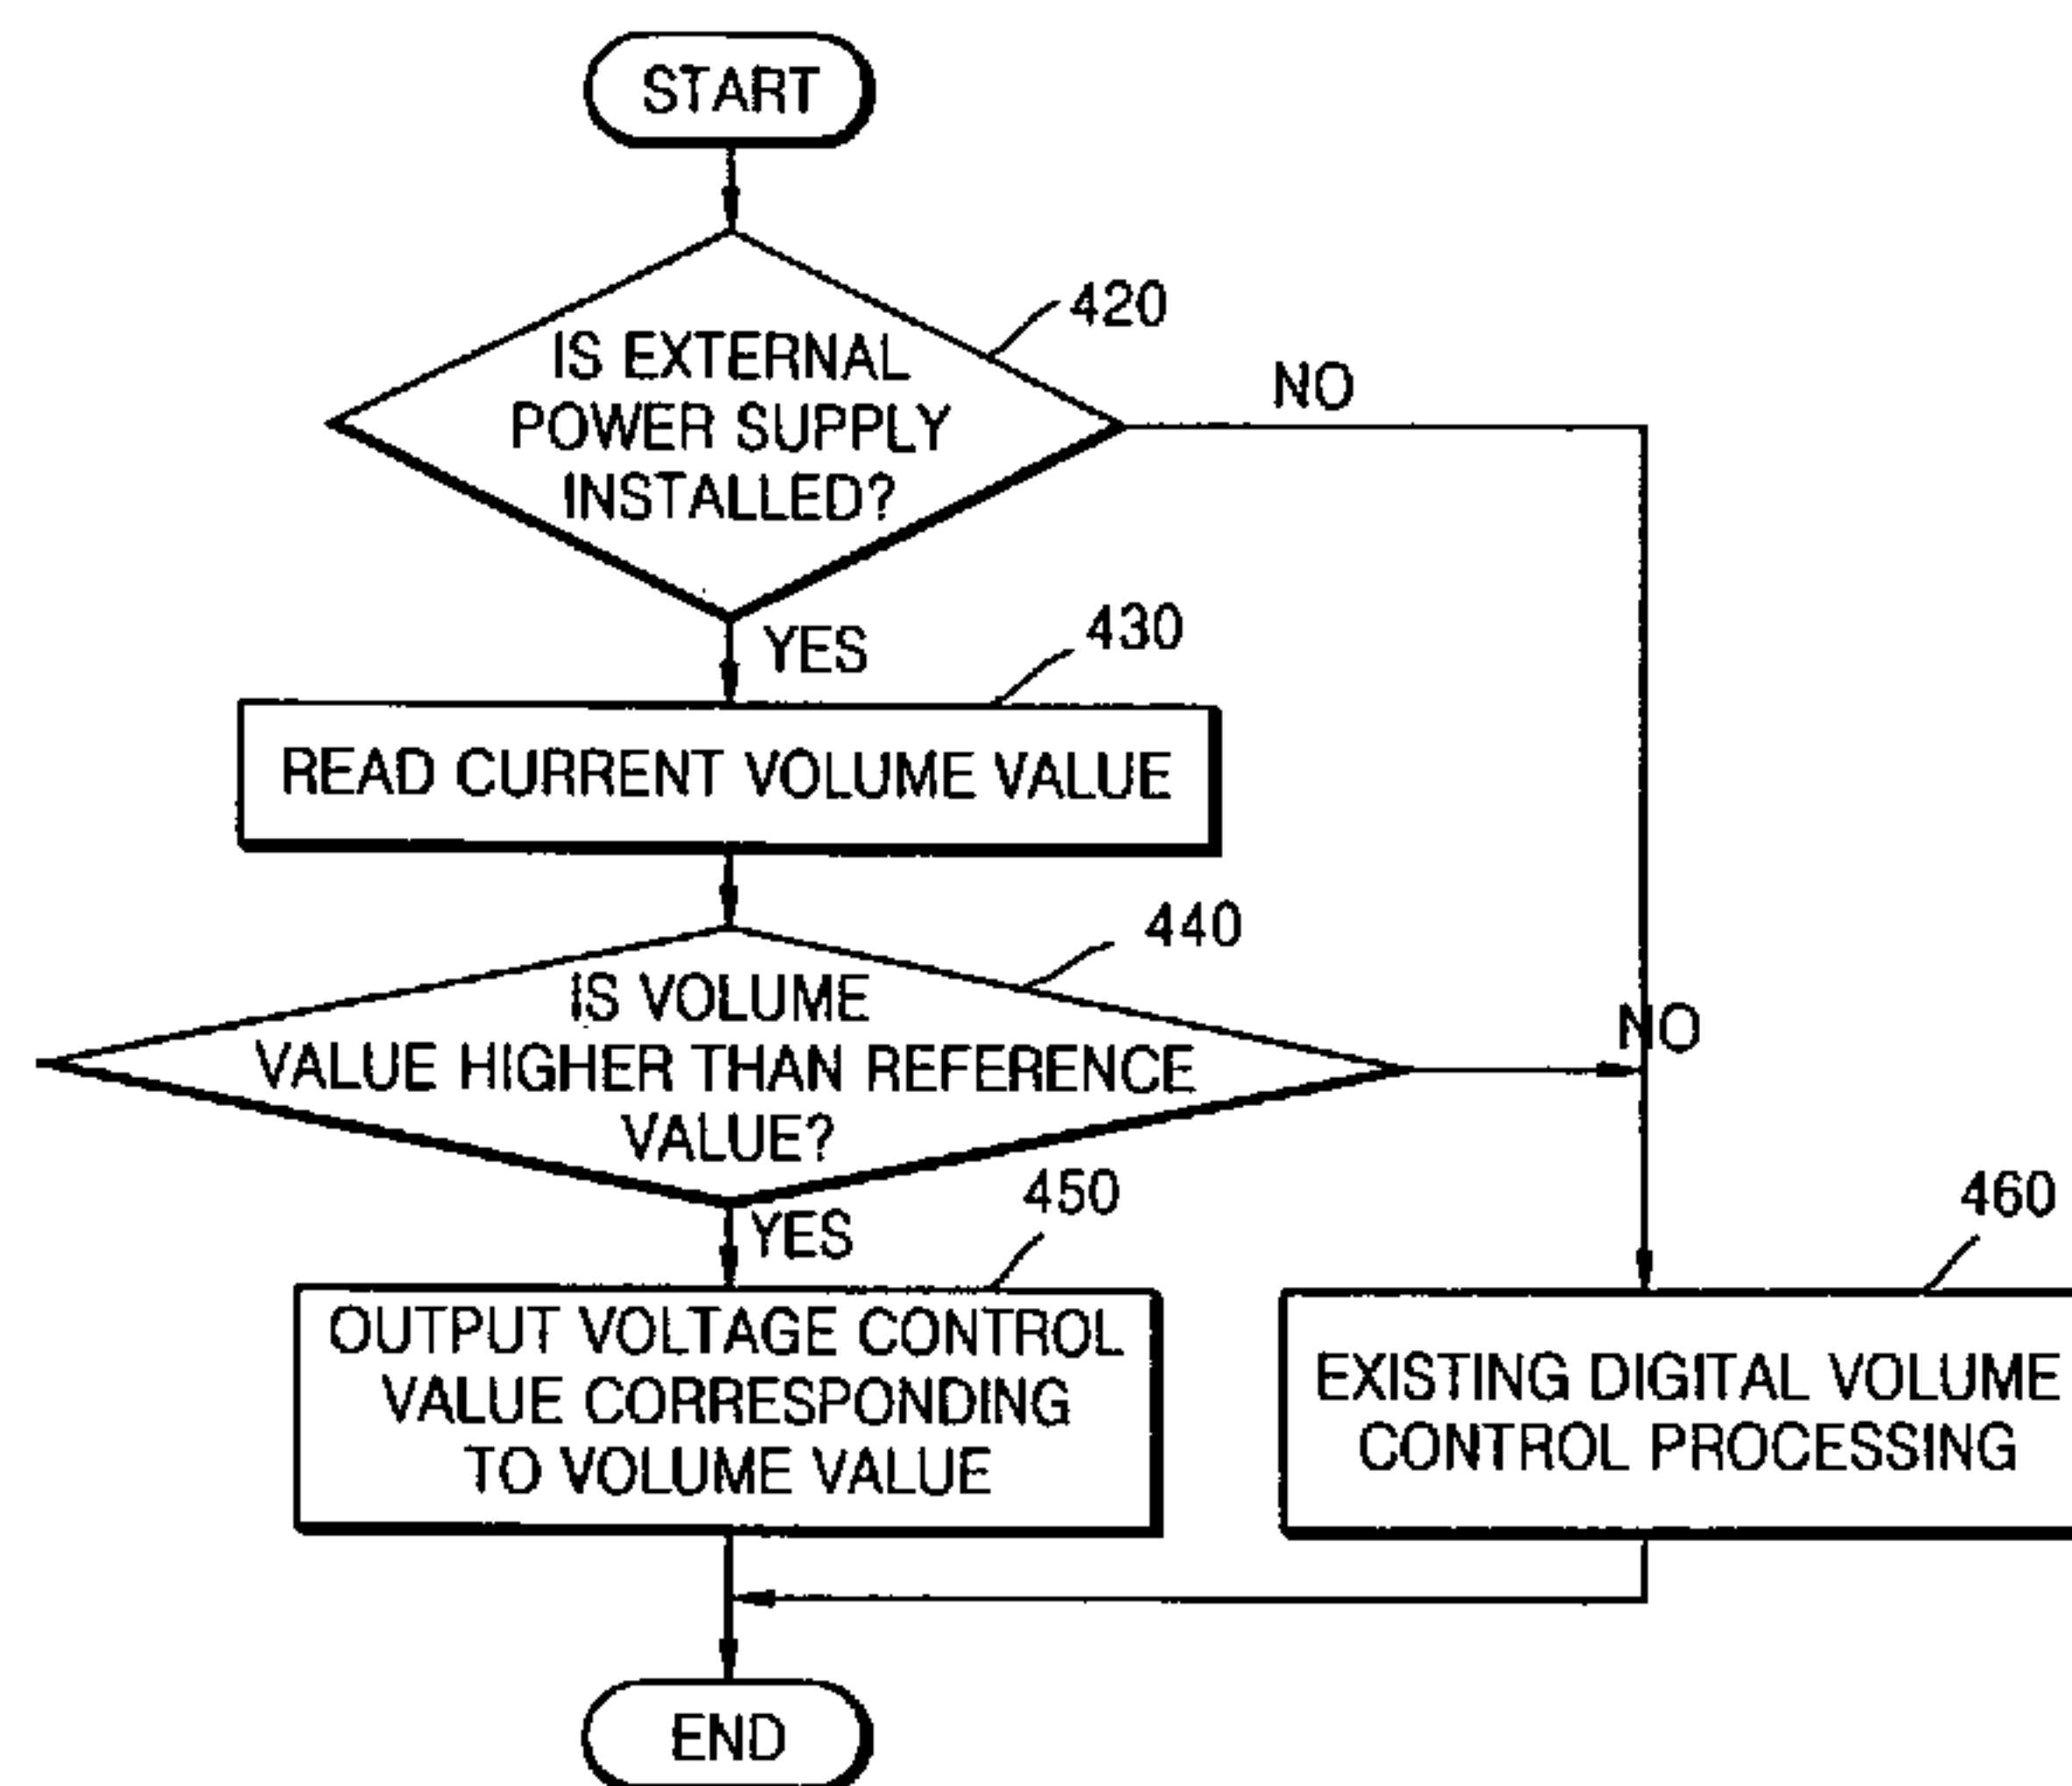 START
420
IS EXTERNAL
POWER SUPPLY
INSTALLED?
NO
YES
430
READ CURRENT VOLUME VALUE
440
IS VOLUME
VALUE HIGHER THAN REFERENCE
VALUE?
NO
YES
450
OUTPUT VOLTAGE CONTROL
VALUE CORRESPONDING
TO VOLUME VALUE
460
EXISTING DIGITAL VOLUME
CONTROL PROCESSING
END